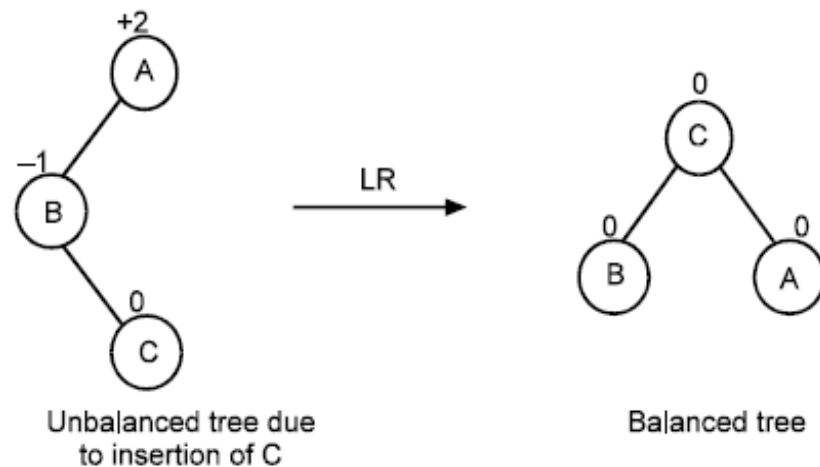 +2
A
0
C
–1
LR
B
0
0
B
A
0
C
Unbalanced tree due
to insertion of C
Balanced tree